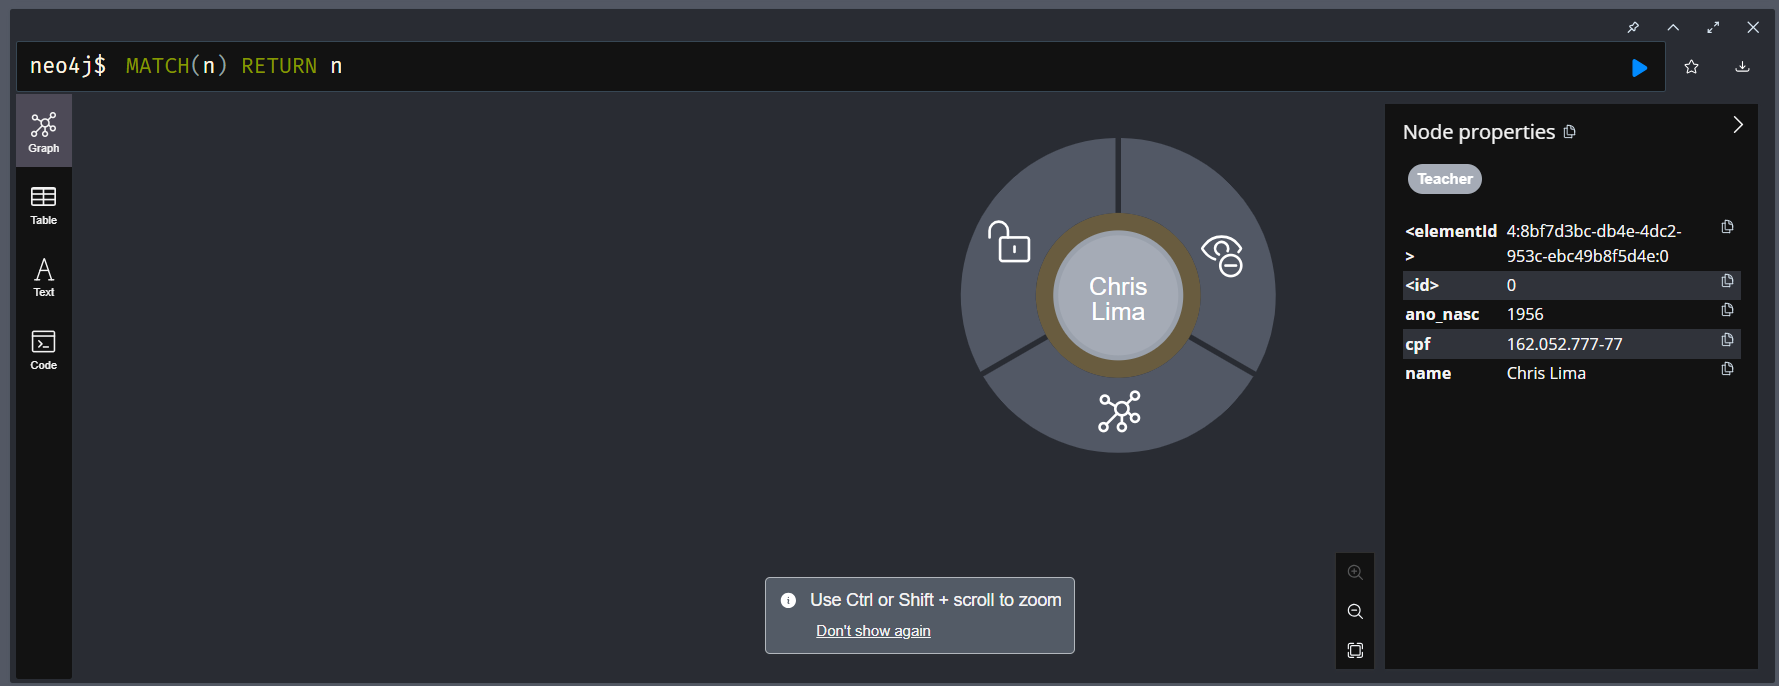 neo4j$ MATCH(n) RETURN n
Graph
Table
Text
Code
Chris
Lima
Use Ctrl or Shift + scroll to zoom
Don't show again
Node properties
Teacher
<elementId 4:8bf7d3bc-db4e-4dc2-
> 953c-ebc49b8f5d4e:0
<id> 0
ano_nasc 1956
cpf 162.052.777-77
name Chris Lima